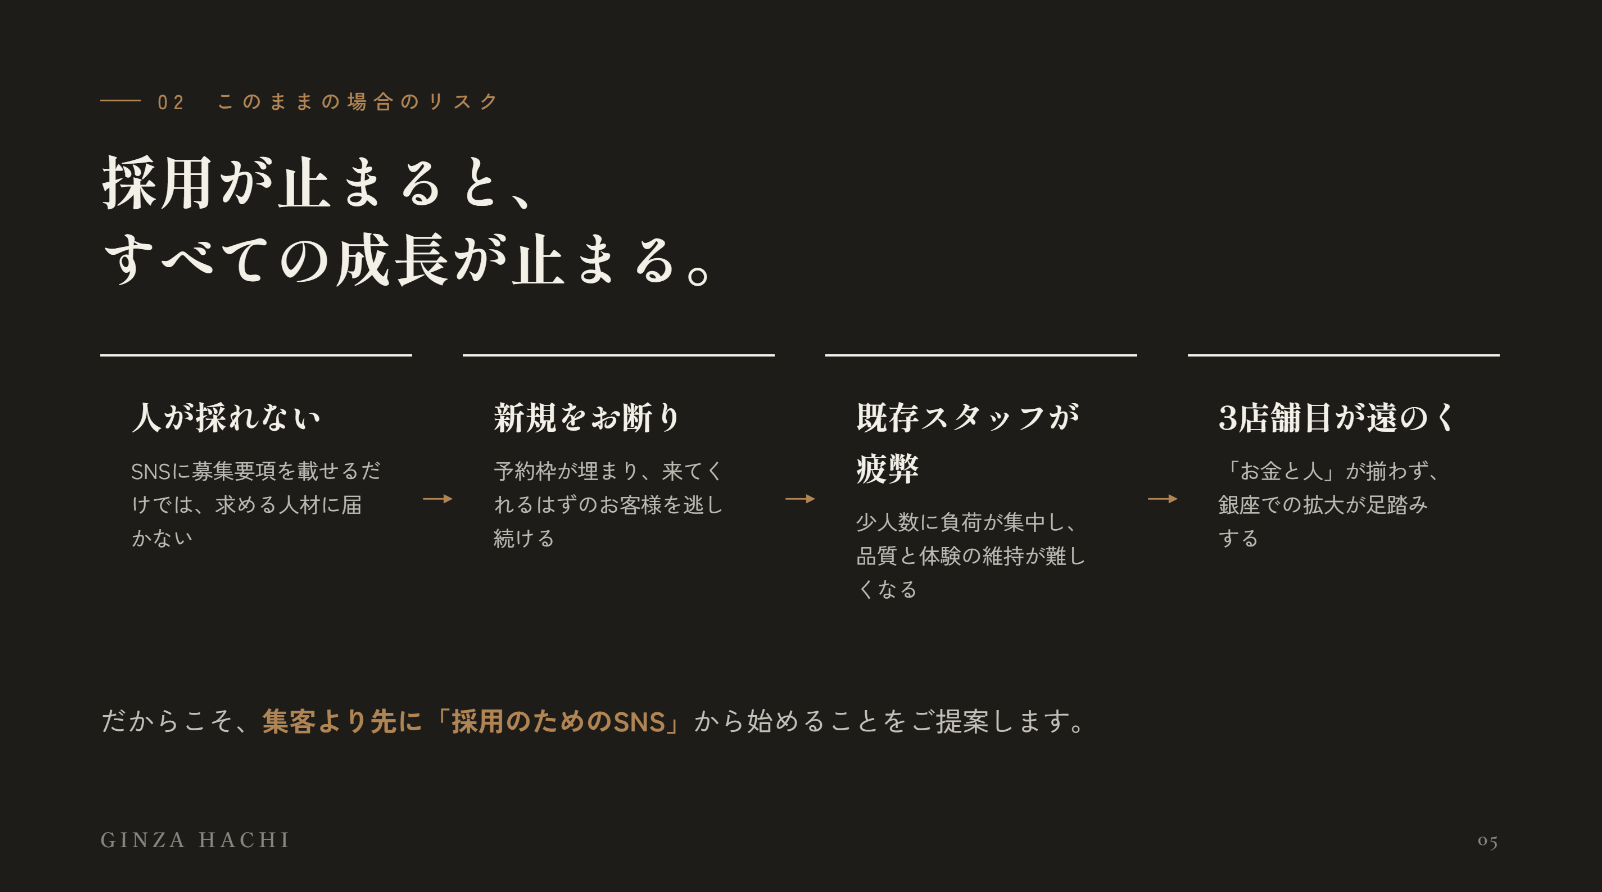 02 このままの場合のリスク
採用が止まると、
すべての成長が止まる。
人が採れない
SNSに募集要項を載せるだ
けでは、求める人材に届
かない
新規をお断り
予約枠が埋まり、来てく
れるはずのお客様を逃し
続ける
既存スタッフが
疲弊
少人数に負荷が集中し、
品質と体験の維持が難し
くなる
3店舗目が遠のく
「お金と人」が揃わず、
銀座での拡大が足踏み
する
だからこそ、集客より先に「採用のためのSNS」から始めることをご提案します。
GINZA HACHI
05